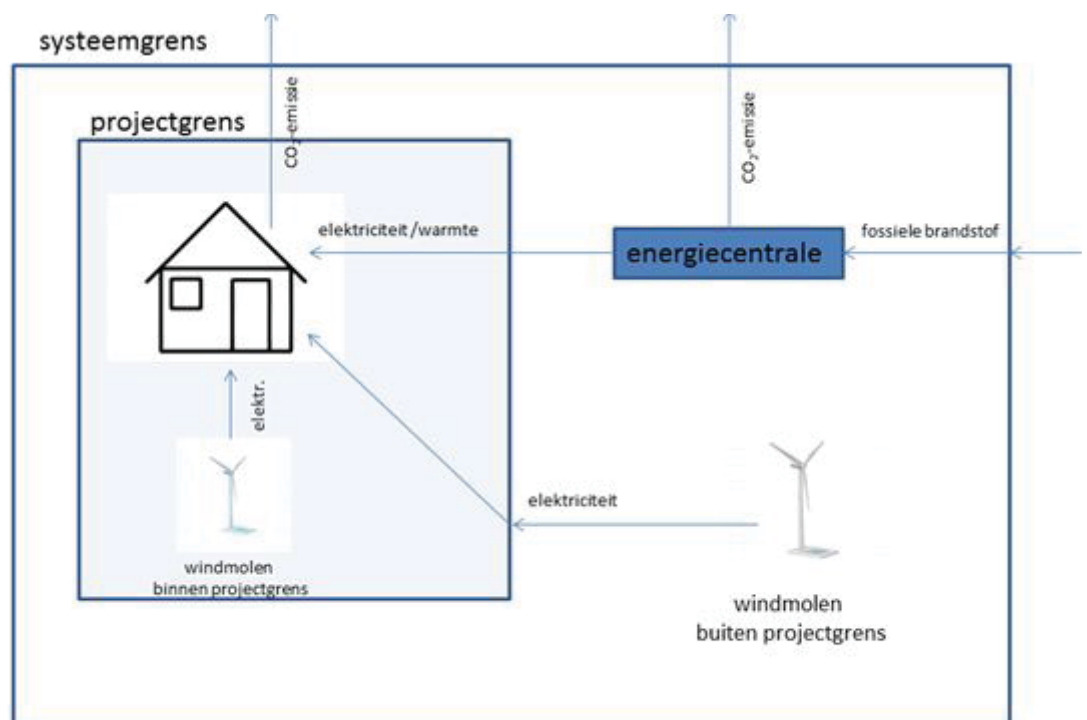 systeemgrens
projectgrens
CO₂-emissie
CO₂-emissie
elektriciteit/warmte
energiecentrale
fossiele brandstof
elektr.
elektriciteit
windmolen
binnen projectgrens
windmolen
buiten projectgrens